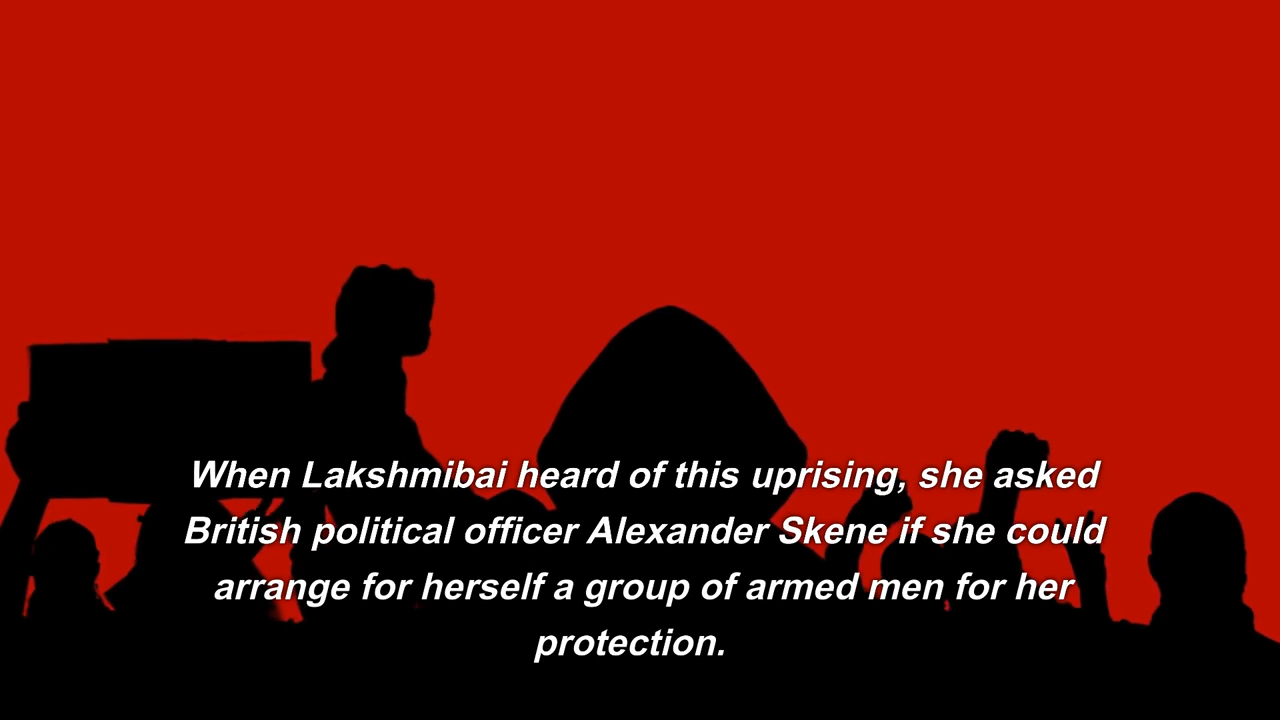 When Lakshmibai heard of this uprising, she asked
British political officer Alexander Skene if she could
arrange for herself a group of armed men for her
protection.